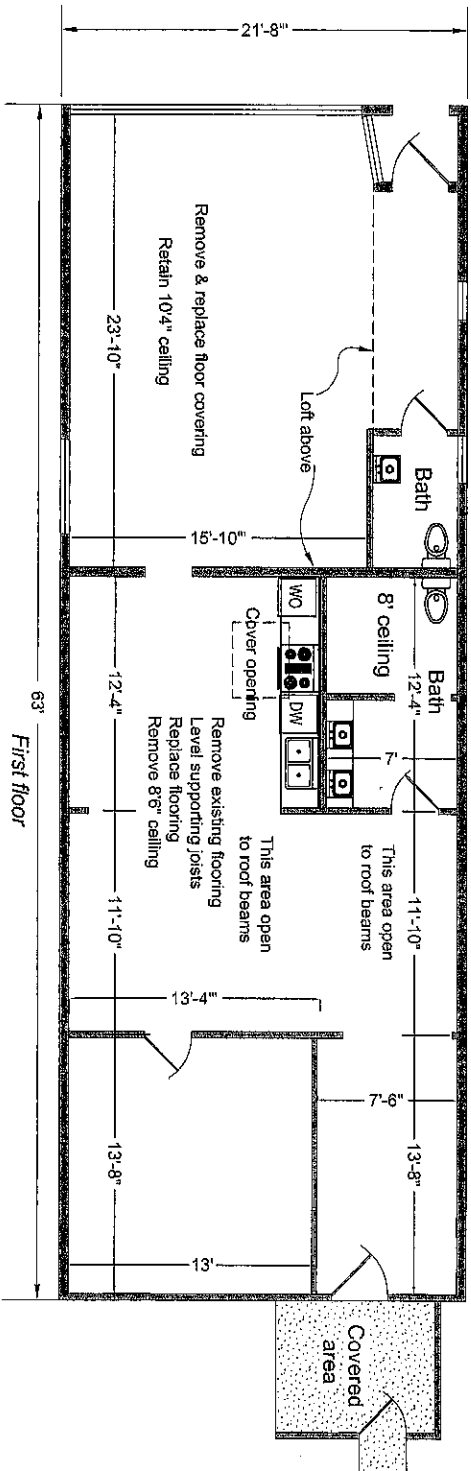 21'-8'"
Remove & replace floor covering
Retain 10'4" ceiling
23'-10"
Loft above
15'-10'"
Bath
8' ceiling
Bath
12'-4"
7'
WO
DW
Cover opening
12'-4"
Remove existing flooring
Level supporting joists
Replace flooring
Remove 8'6" ceiling
This area open
to roof beams
This area open
to roof beams
11'-10"
11'-10"
13'-4'"
7'-6"
13'-8"
13'-8"
13'
63'
First floor
Covered
area